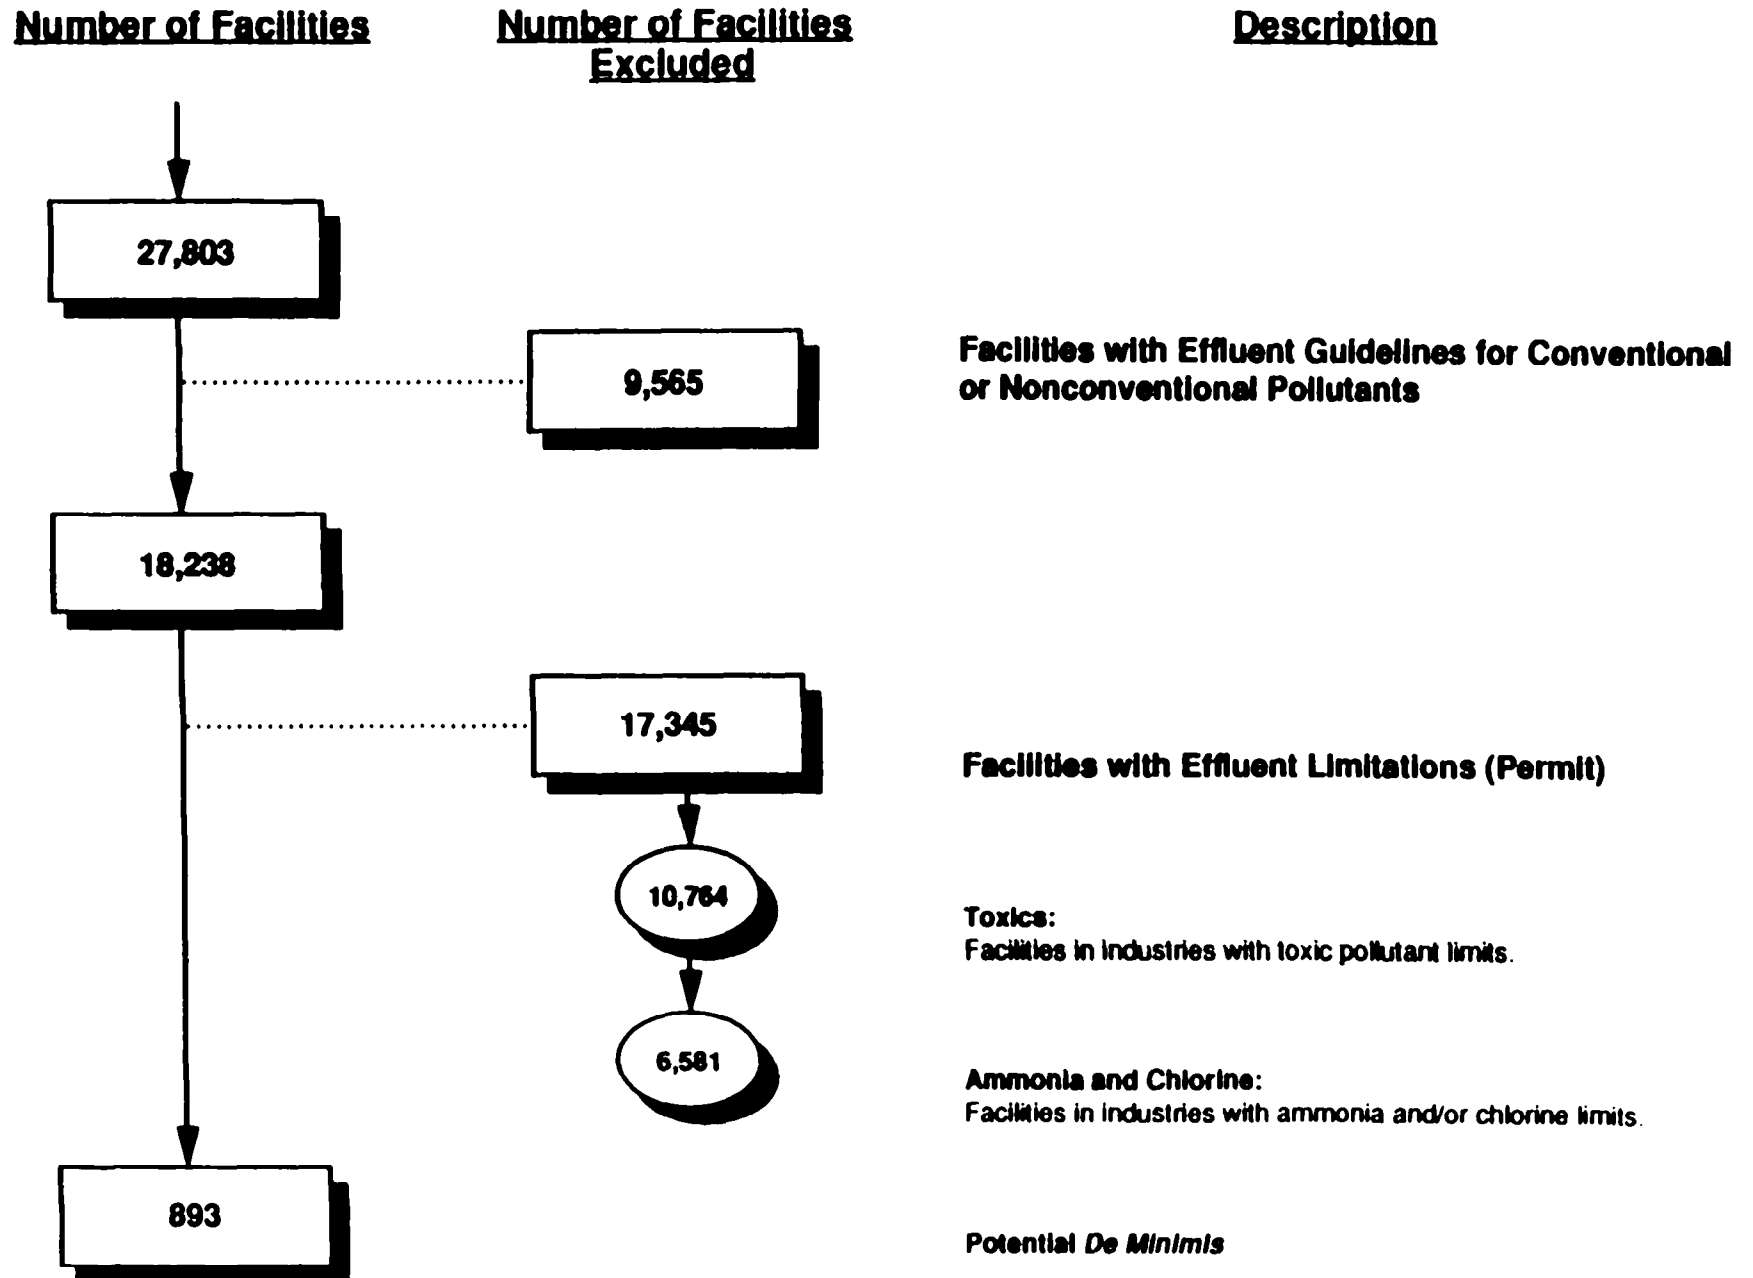 Number of Facilities
Number of Facilities
Excluded
Description
27,803
9,565
Facilities with Effluent Guidelines for Conventional
or Nonconventional Pollutants
18,238
17,345
Facilities with Effluent Limitations (Permit)
10,764
Toxics:
Facilities in industries with toxic pollutant limits.
6,581
Ammonia and Chlorine:
Facilities in industries with ammonia and/or chlorine limits.
893
Potential De Minimis